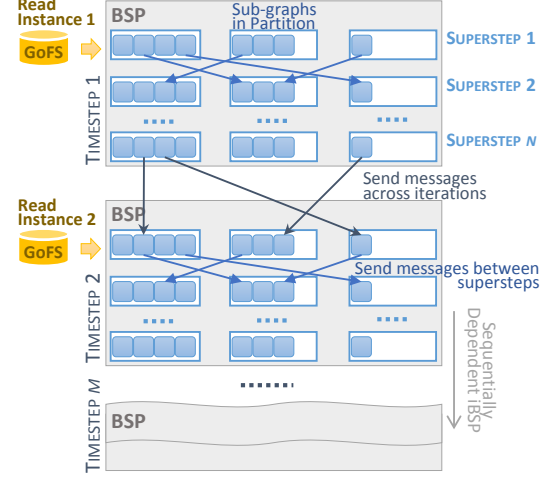 Read
Instance 1
GoFS
BSP
Sub-graphs
in Partition
SUPERSTEP 1
SUPERSTEP 2
SUPERSTEP N
TIMESTEP 1
Send messages
across iterations
Read
Instance 2
GoFS
BSP
Send messages between
supersteps
TIMESTEP 2
Sequentially
Dependent iBSP
TIMESTEP M
BSP